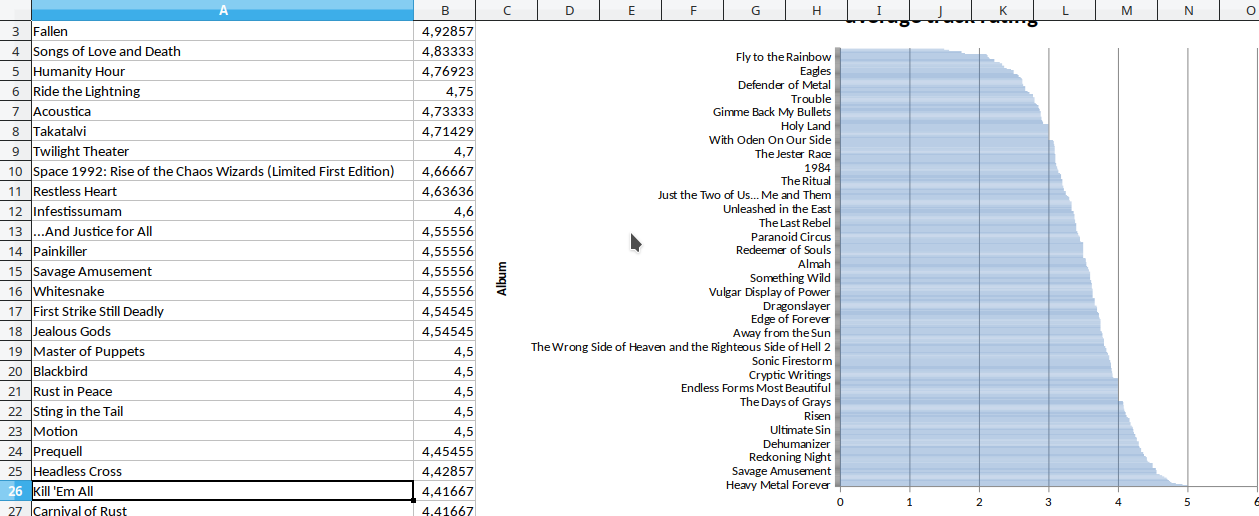 A B C D E F G H I J K L M N O
3 Fallen 4,92857
4 Songs of Love and Death 4,83333
5 Humanity Hour 4,76923
6 Ride the Lightning 4,75
7 Acoustica 4,73333
8 Takatalvi 4,71429
9 Twilight Theater 4,7
10 Space 1992: Rise of the Chaos Wizards (Limited First Edition) 4,66667
11 Restless Heart 4,63636
12 Infestissumam 4,6
13 ...And Justice for All 4,55556
14 Painkiller 4,55556
15 Savage Amusement 4,55556
16 Whitesnake 4,55556
17 First Strike Still Deadly 4,54545
18 Jealous Gods 4,54545
19 Master of Puppets 4,5
20 Blackbird 4,5
21 Rust in Peace 4,5
22 Sting in the Tail 4,5
23 Motion 4,5
24 Prequell 4,45455
25 Headless Cross 4,42857
26 Kill 'Em All 4,41667
27 Carnival of Rust 4,41667
average track rating
Album
Fly to the Rainbow
Eagles
Defender of Metal
Trouble
Gimme Back My Bullets
Holy Land
With Oden On Our Side
The Jester Race
1984
The Ritual
Just the Two of Us... Me and Them
Unleashed in the East
The Last Rebel
Paranoid Circus
Redeemer of Souls
Almah
Something Wild
Vulgar Display of Power
Dragonslayer
Edge of Forever
Away from the Sun
The Wrong Side of Heaven and the Righteous Side of Hell 2
Sonic Firestorm
Cryptic Writings
Endless Forms Most Beautiful
The Days of Grays
Risen
Ultimate Sin
Dehumanizer
Reckoning Night
Savage Amusement
Heavy Metal Forever
0 1 2 3 4 5 6